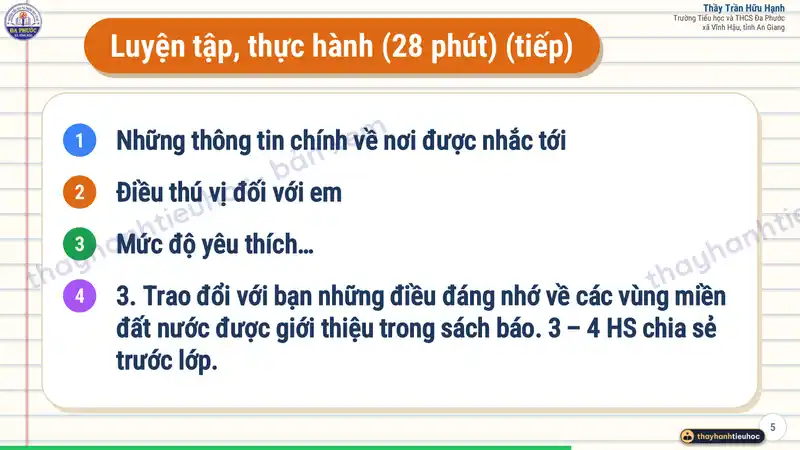 Thầy Trần Hữu Hạnh
Trường Tiểu học và THCS Đa Phước
xã Vĩnh Hậu, tỉnh An Giang
ĐA PHƯỚC
Luyện tập, thực hành (28 phút) (tiếp)
1 Những thông tin chính về nơi được nhắc tới
2 Điều thú vị đối với em
3 Mức độ yêu thích...
4 3. Trao đổi với bạn những điều đáng nhớ về các vùng miền
đất nước được giới thiệu trong sách báo. 3 – 4 HS chia sẻ
trước lớp.
thayhanhtieuhoc
5